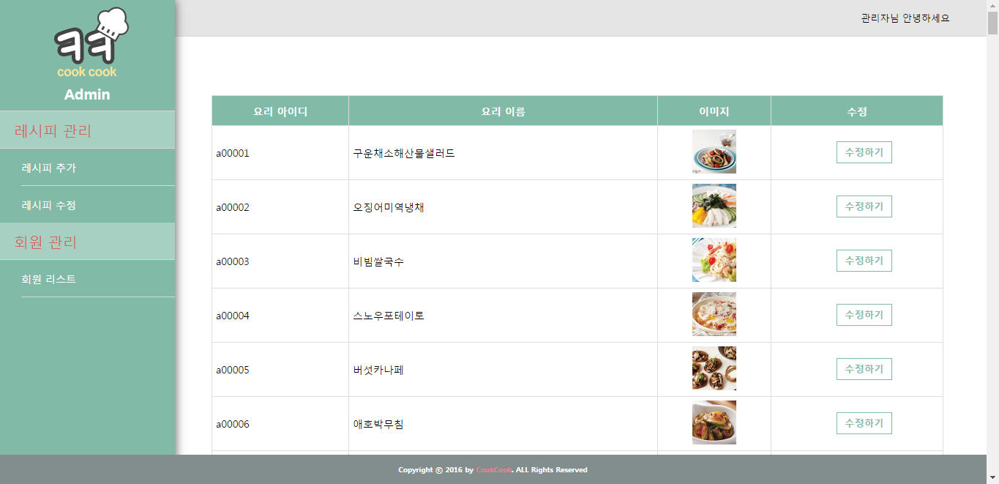 쿡쿡
cook cook
Admin
관리자님 안녕하세요
레시피 관리
레시피 추가
레시피 수정
회원 관리
회원 리스트
요리 아이디 요리 이름 이미지 수정
a00001 구운채소해산물샐러드 수정하기
a00002 오징어미역냉채 수정하기
a00003 비빔쌀국수 수정하기
a00004 스노우포테이토 수정하기
a00005 버섯카나페 수정하기
a00006 애호박무침 수정하기
Copyright © 2016 by CookCook. ALL Rights Reserved